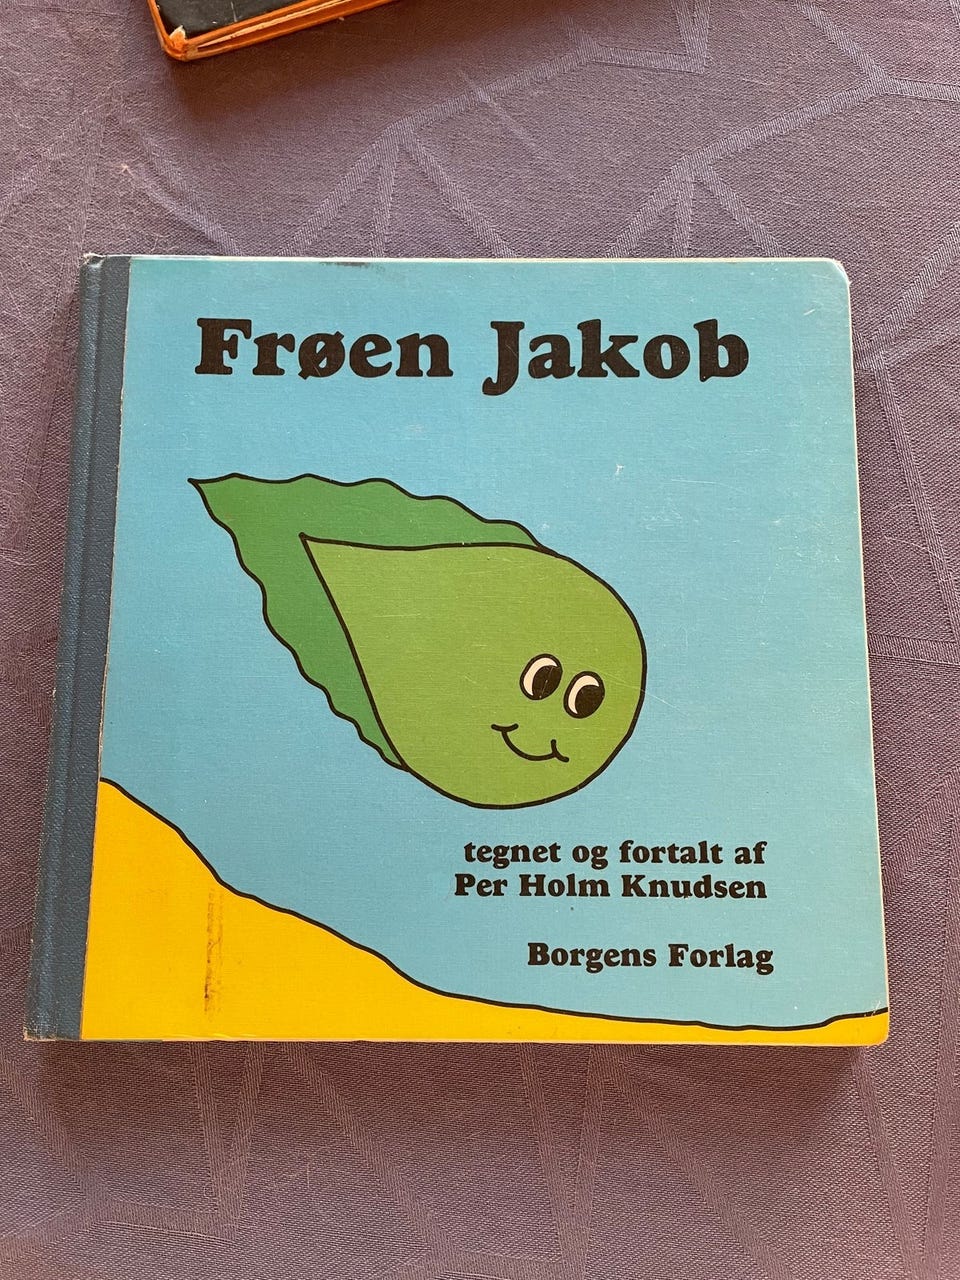 Frøen Jakob
tegnet og fortalt af
Per Holm Knudsen
Borgens Forlag